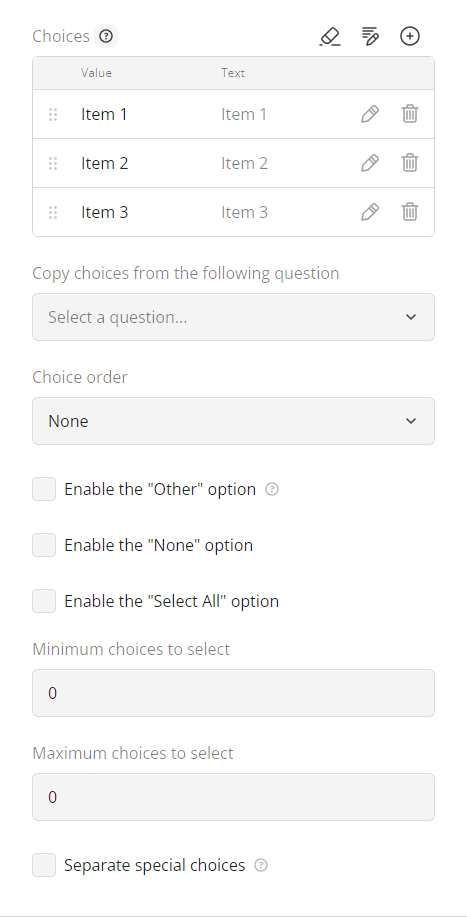 Choices
Value Text
Item 1 Item 1
Item 2 Item 2
Item 3 Item 3
Copy choices from the following question
Select a question...
Choice order
None
Enable the "Other" option
Enable the "None" option
Enable the "Select All" option
Minimum choices to select
0
Maximum choices to select
0
Separate special choices